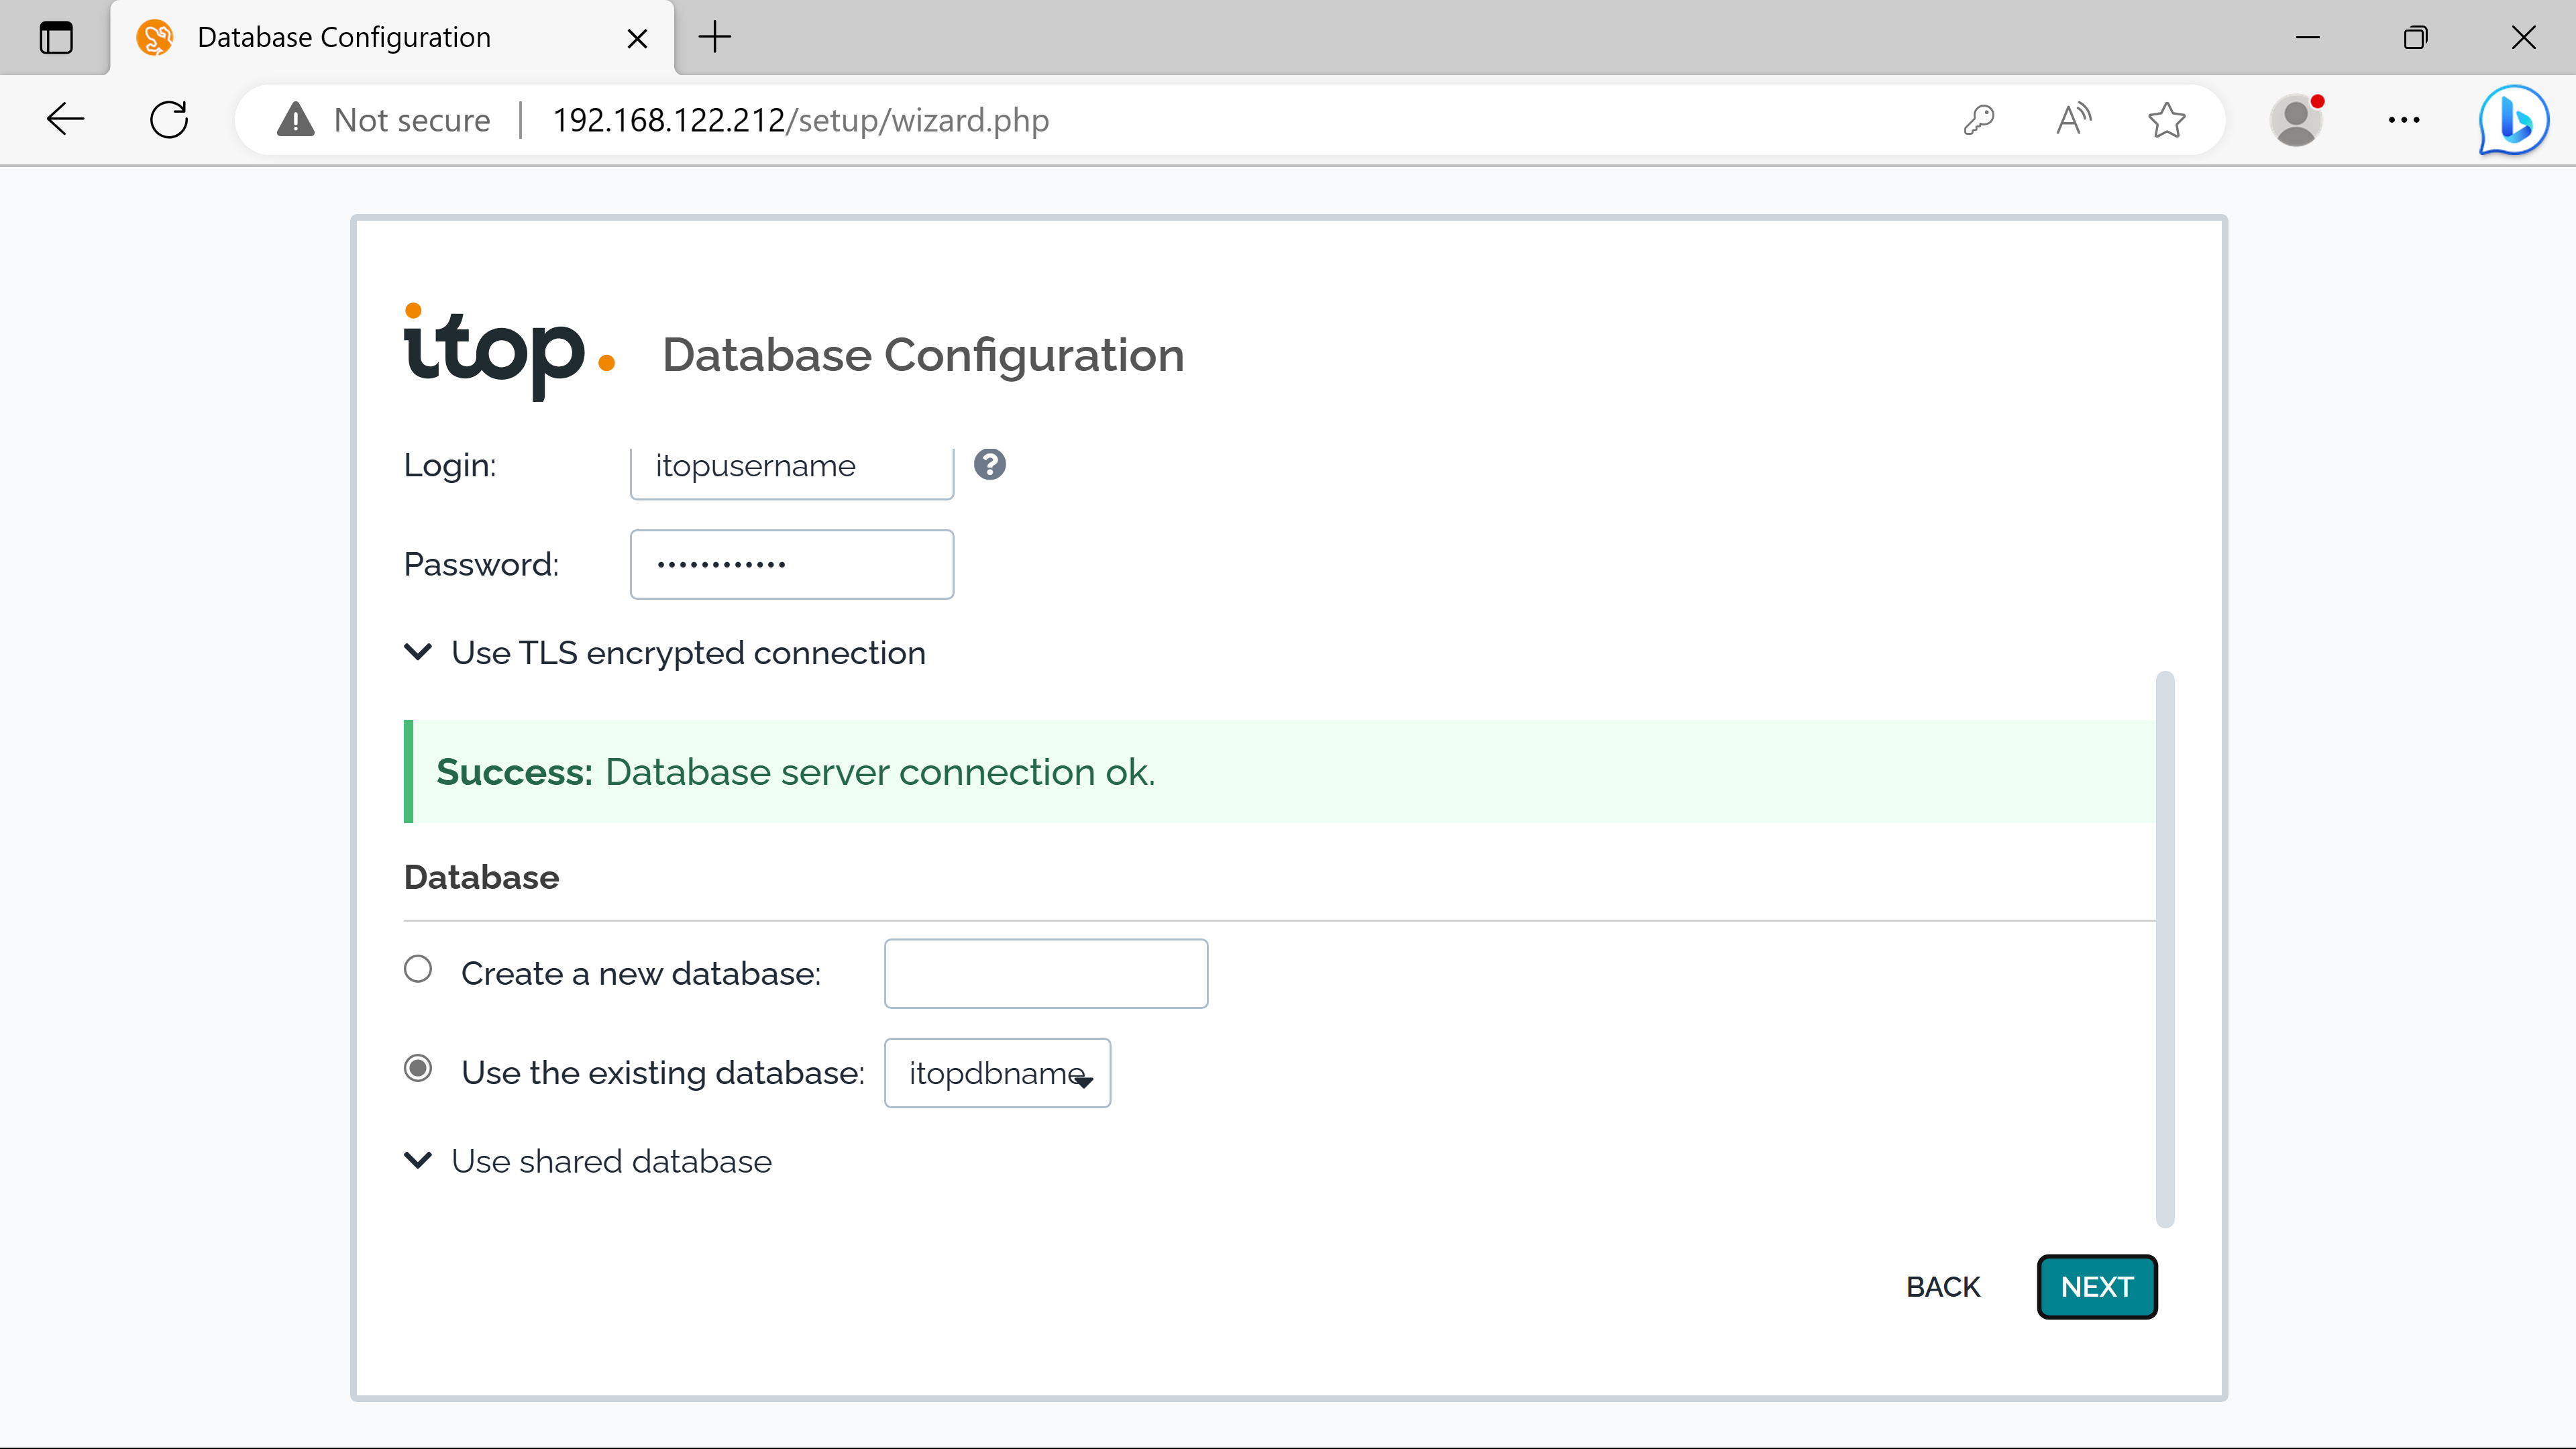 Database Configuration
Not secure 192.168.122.212/setup/wizard.php
itop Database Configuration
Login: itopusername
Password: ••••••••••••
Use TLS encrypted connection
Success: Database server connection ok.
Database
Create a new database:
Use the existing database: itopdbname
Use shared database
BACK NEXT